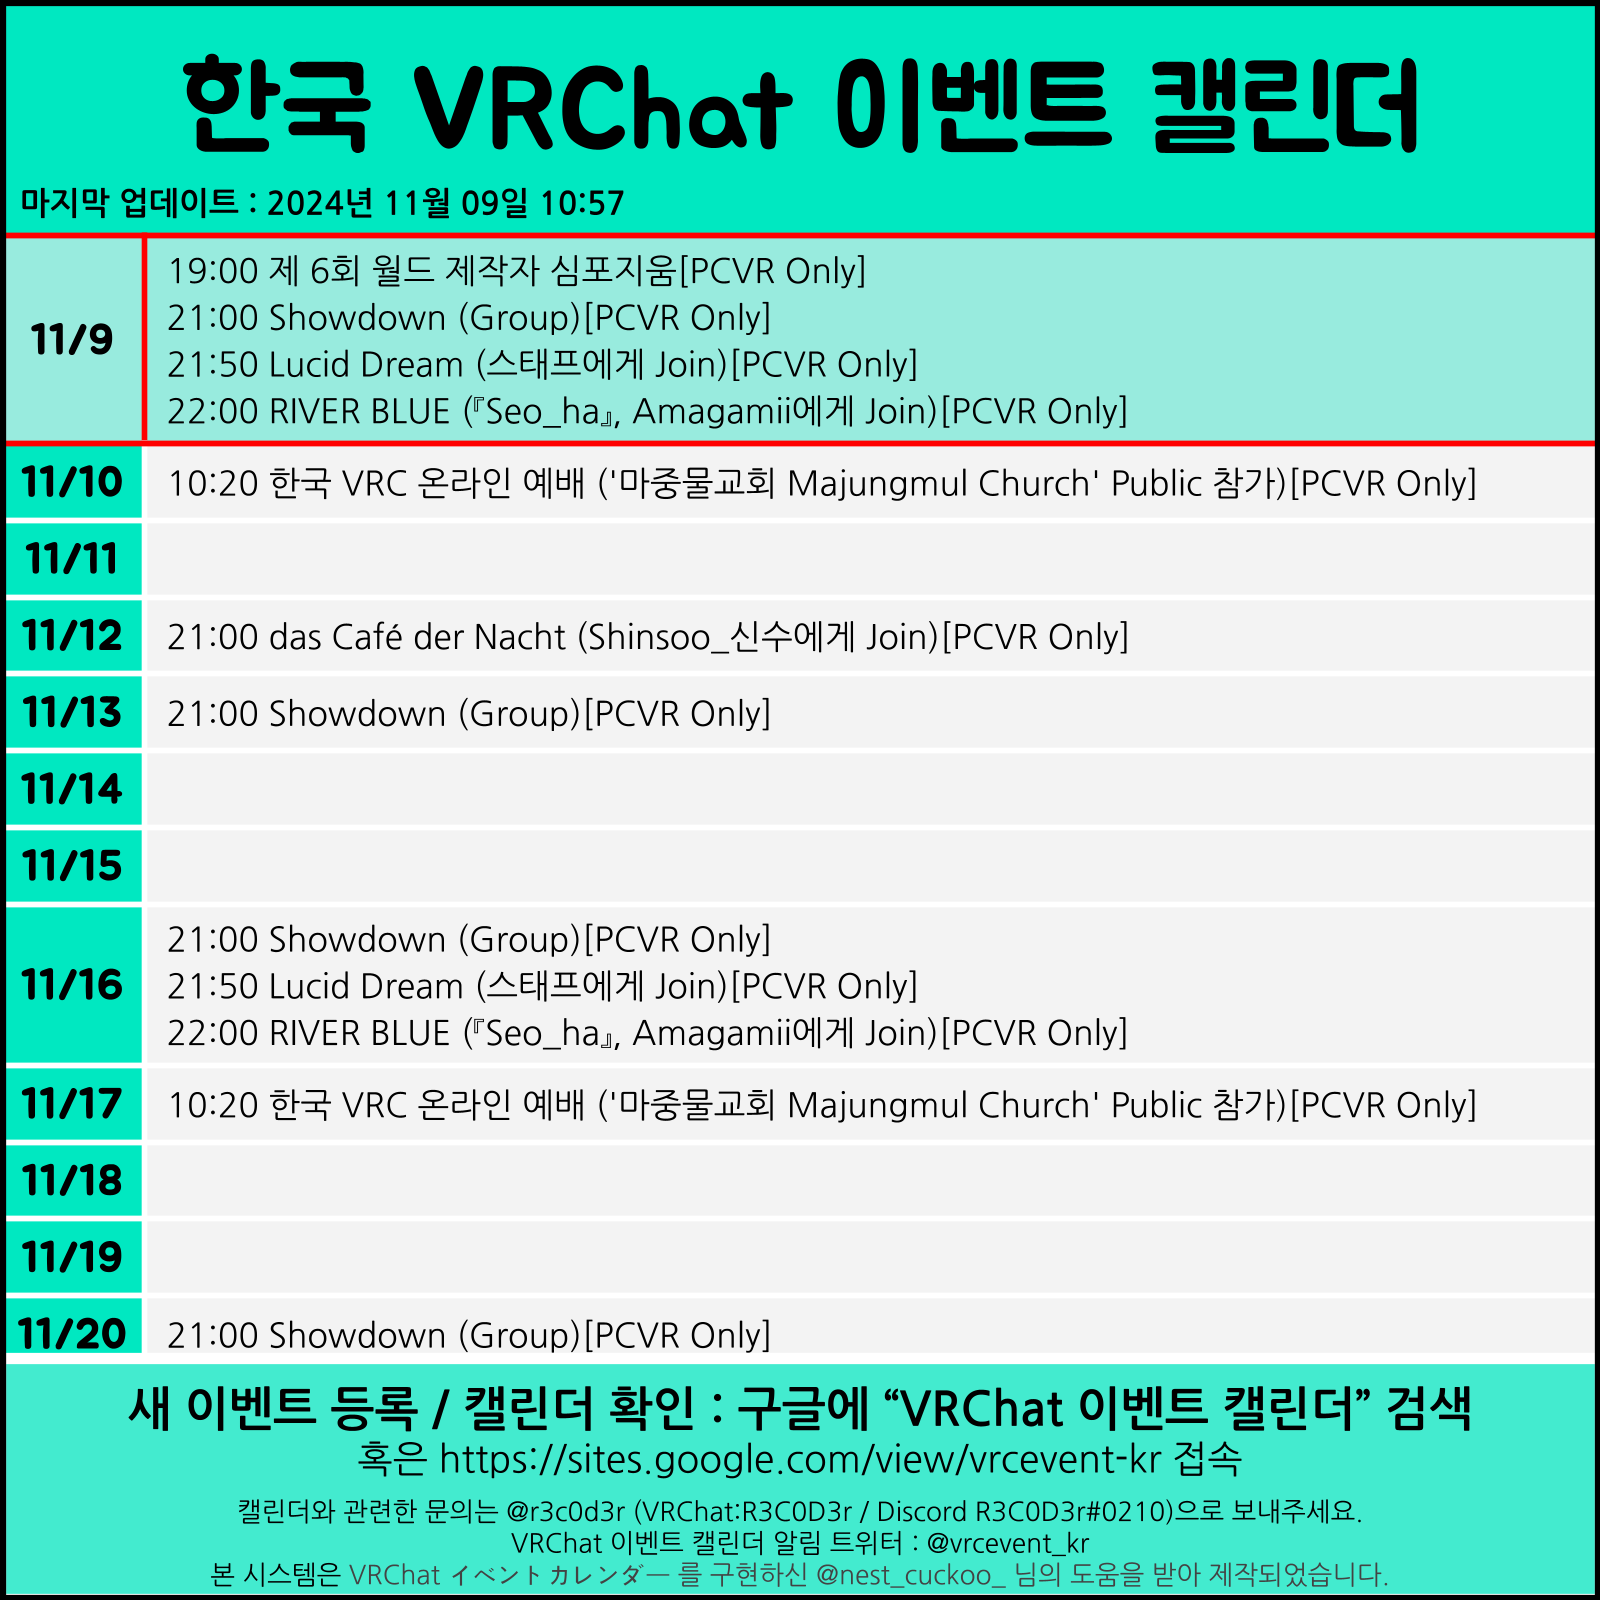 한국 VRChat 이벤트 캘린더
마지막 업데이트 : 2024년 11월 09일 10:57
11/9
19:00 제 6회 월드 제작자 심포지움[PCVR Only]
21:00 Showdown (Group)[PCVR Only]
21:50 Lucid Dream (스태프에게 Join)[PCVR Only]
22:00 RIVER BLUE (『Seo_ha』, Amagamii에게 Join)[PCVR Only]
11/10
10:20 한국 VRC 온라인 예배 ('마중물교회 Majungmul Church' Public 참가)[PCVR Only]
11/11
11/12
21:00 das Café der Nacht (Shinsoo_신수에게 Join)[PCVR Only]
11/13
21:00 Showdown (Group)[PCVR Only]
11/14
11/15
11/16
21:00 Showdown (Group)[PCVR Only]
21:50 Lucid Dream (스태프에게 Join)[PCVR Only]
22:00 RIVER BLUE (『Seo_ha』, Amagamii에게 Join)[PCVR Only]
11/17
10:20 한국 VRC 온라인 예배 ('마중물교회 Majungmul Church' Public 참가)[PCVR Only]
11/18
11/19
11/20
21:00 Showdown (Group)[PCVR Only]
새 이벤트 등록 / 캘린더 확인 : 구글에 “VRChat 이벤트 캘린더” 검색
혹은 https://sites.google.com/view/vrcevent-kr 접속
캘린더와 관련한 문의는 @r3c0d3r (VRChat:R3C0D3r / Discord R3C0D3r#0210)으로 보내주세요.
VRChat 이벤트 캘린더 알림 트위터 : @vrcevent_kr
본 시스템은 VRChat イベントカレンダー 를 구현하신 @nest_cuckoo_ 님의 도움을 받아 제작되었습니다.